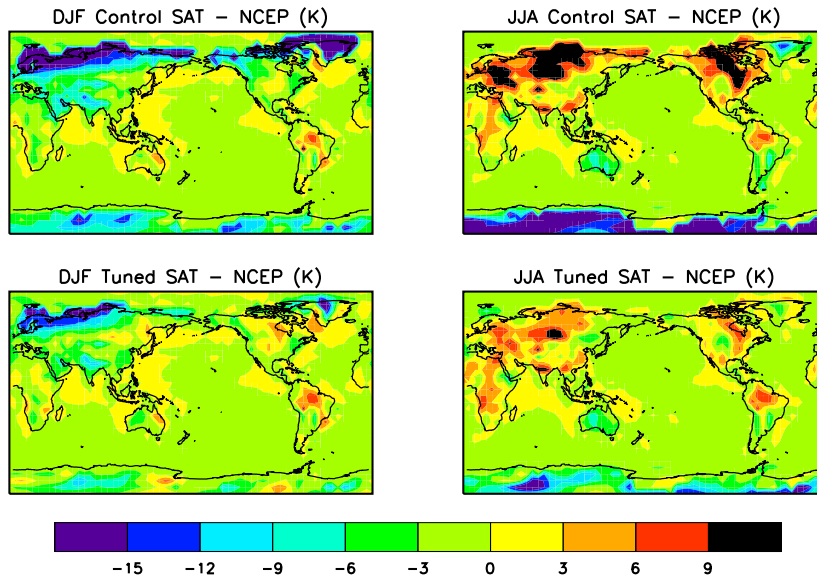 DJF Control SAT − NCEP (K)
JJA Control SAT − NCEP (K)
DJF Tuned SAT − NCEP (K)
JJA Tuned SAT − NCEP (K)
−15 −12 −9 −6 −3 0 3 6 9